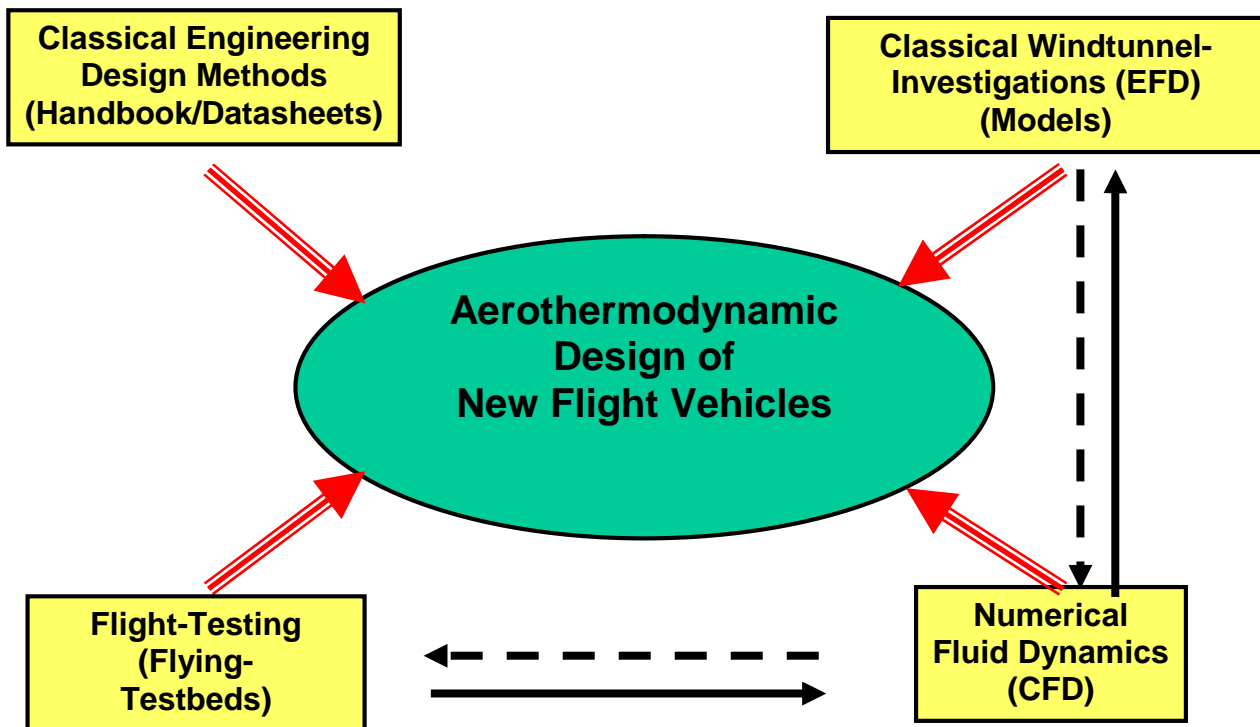 Classical Engineering
Design Methods
(Handbook/Datasheets)
Classical Windtunnel-
Investigations (EFD)
(Models)
Aerothermodynamic
Design of
New Flight Vehicles
Flight-Testing
(Flying-
Testbeds)
Numerical
Fluid Dynamics
(CFD)